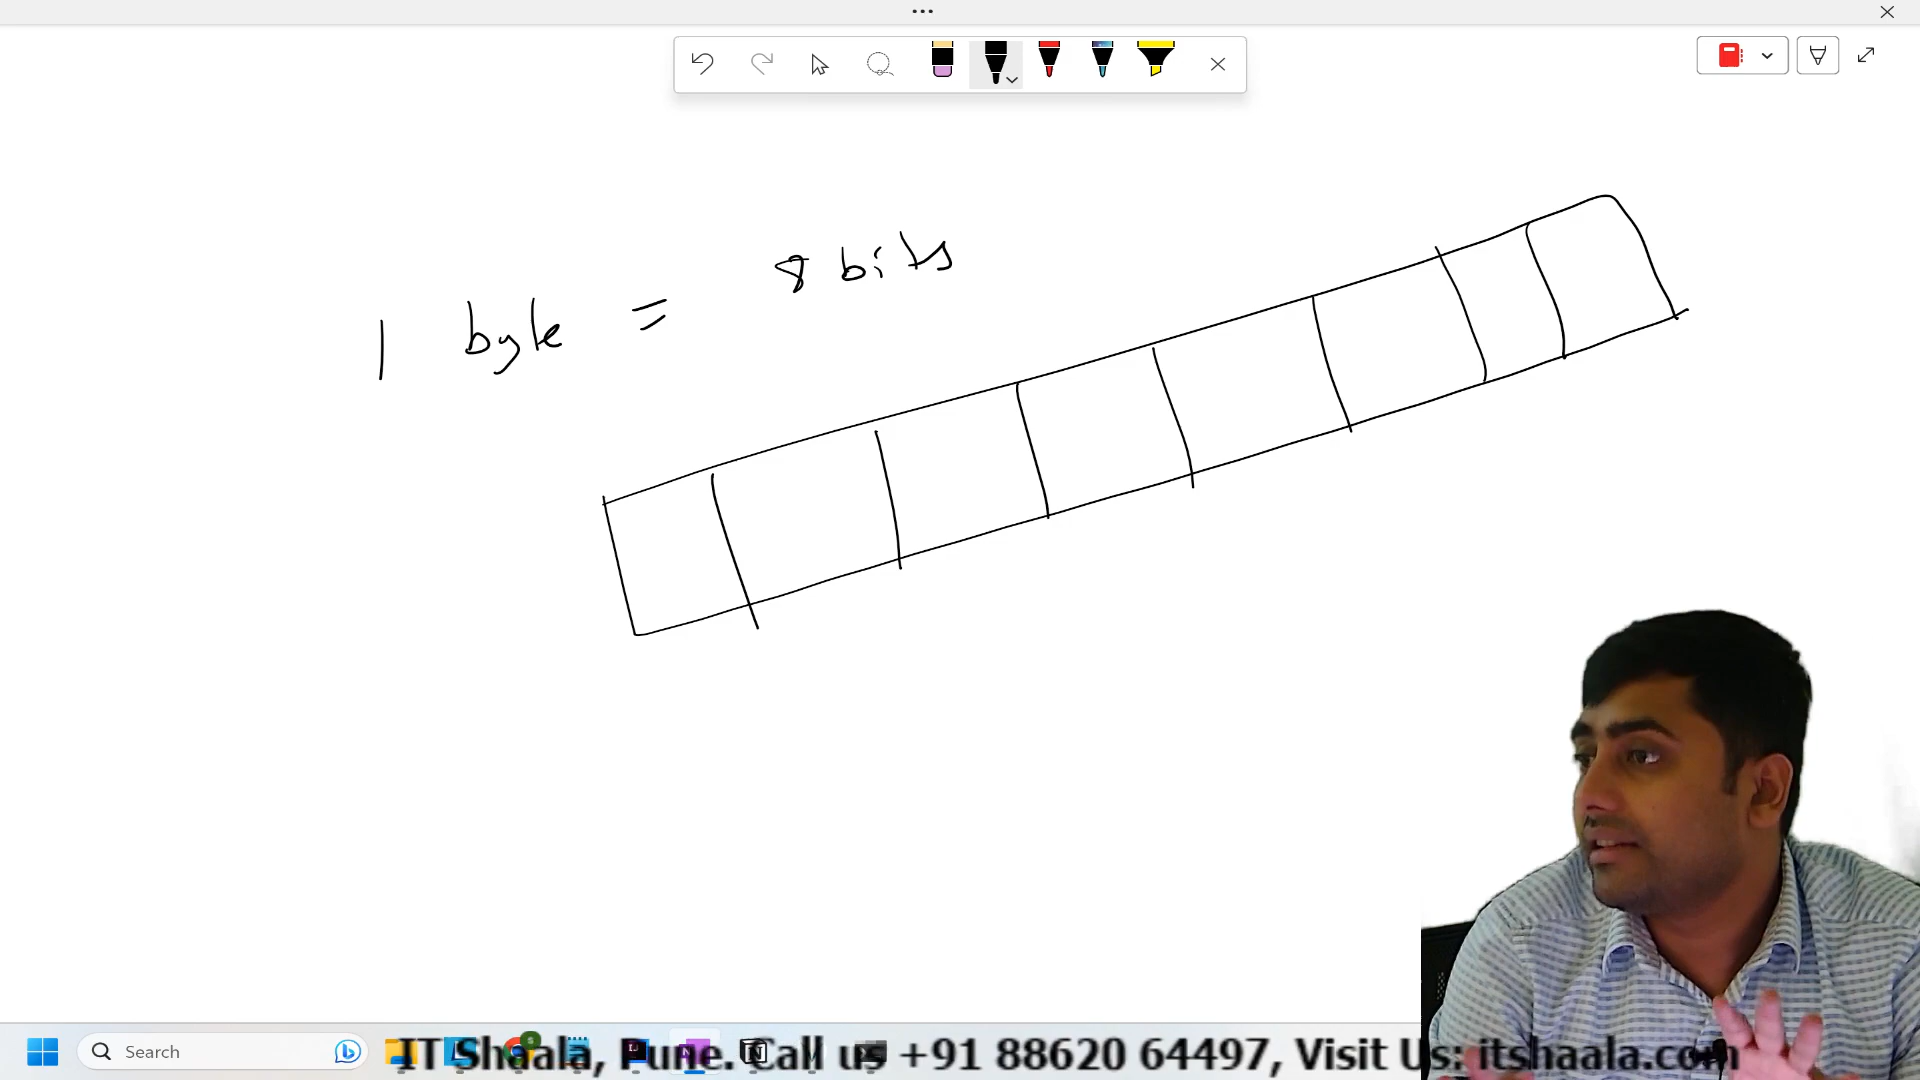 8 bits
1 byte =
Search
IT Shaala, Pune. Call us +91 88620 64497, Visit Us: itshaala.com